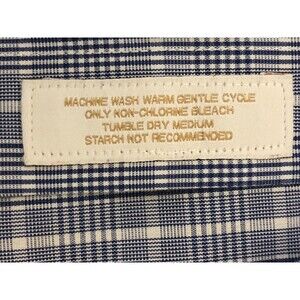 MACHINE WASH WARM GENTLE CYCLE
ONLY NON-CHLORINE BLEACH
TUMBLE DRY MEDIUM
STARCH NOT RECOMMENDED